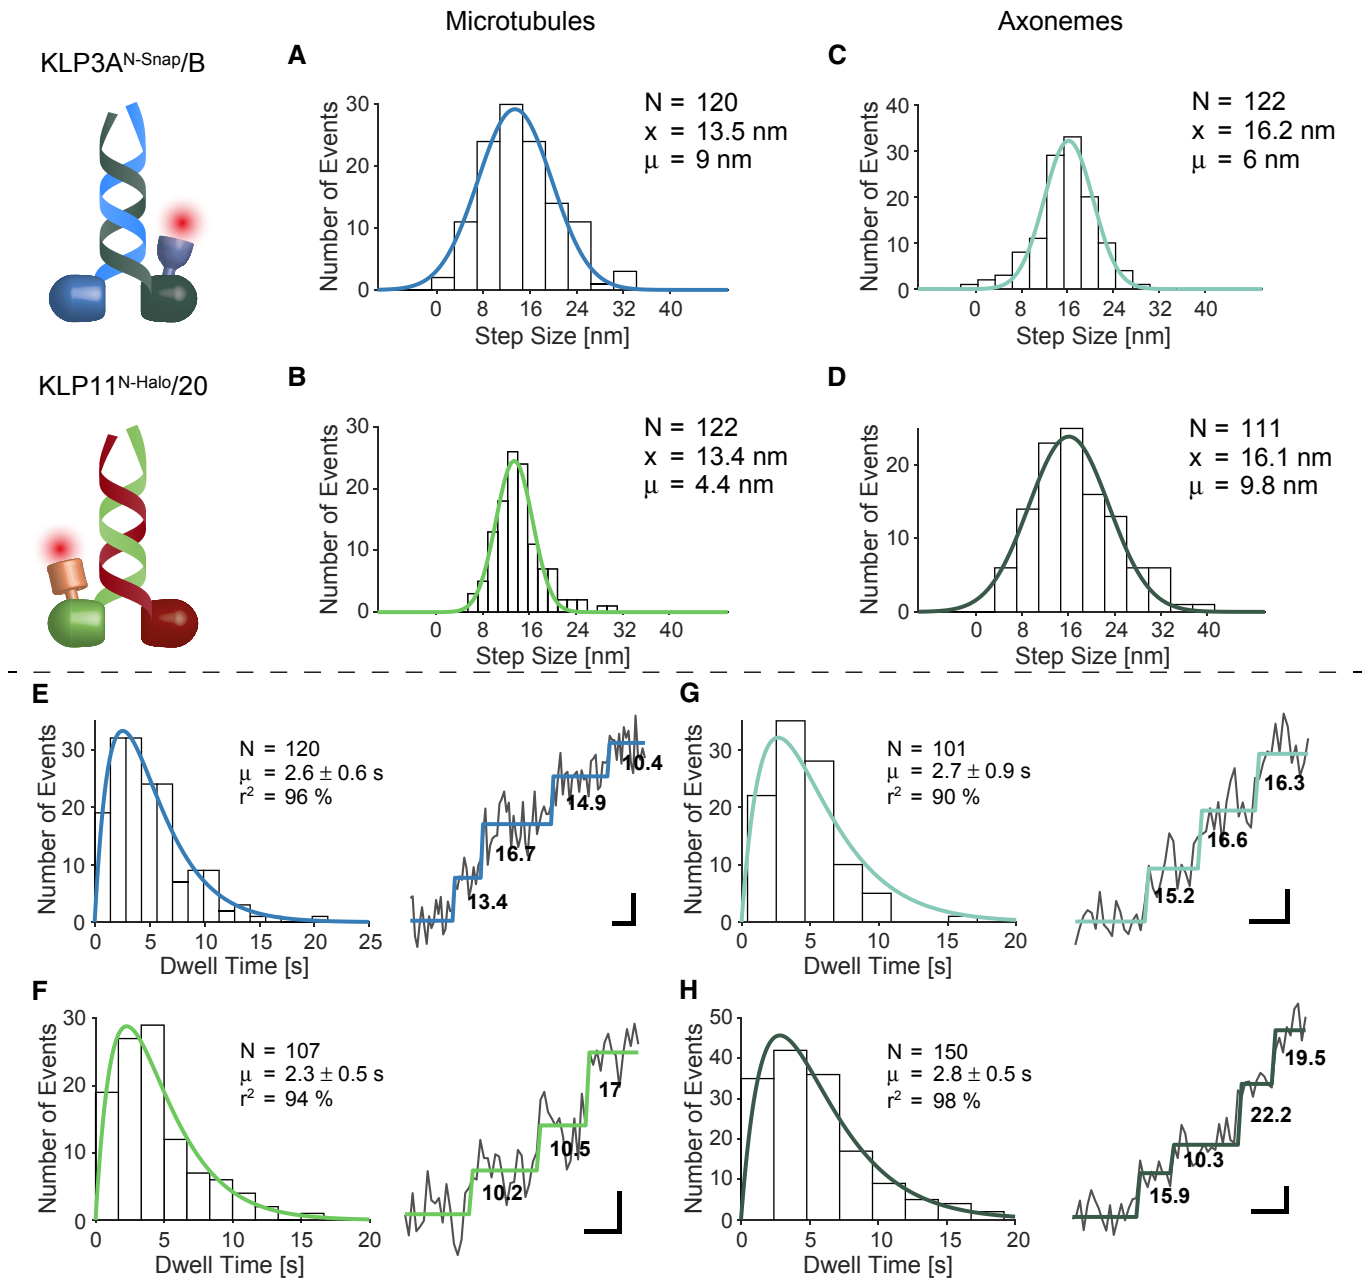 Microtubules
Axonemes
KLP3A^N-Snap/B
A
Number of Events
30
20
10
0
0 8 16 24 32 40
Step Size [nm]
N = 120
x = 13.5 nm
μ = 9 nm
C
Number of Events
40
30
20
10
0
0 8 16 24 32 40
Step Size [nm]
N = 122
x = 16.2 nm
μ = 6 nm
KLP11^N-Halo/20
B
Number of Events
30
20
10
0
0 8 16 24 32 40
Step Size [nm]
N = 122
x = 13.4 nm
μ = 4.4 nm
D
Number of Events
20
10
0
0 8 16 24 32 40
Step Size [nm]
N = 111
x = 16.1 nm
μ = 9.8 nm
E
Number of Events
30
20
10
0
0 5 10 15 20 25
Dwell Time [s]
N = 120
μ = 2.6 ± 0.6 s
r² = 96 %
13.4
16.7
14.9
10.4
G
Number of Events
30
20
10
0
0 5 10 15 20
Dwell Time [s]
N = 101
μ = 2.7 ± 0.9 s
r² = 90 %
15.2
16.6
16.3
F
Number of Events
30
20
10
0
0 5 10 15 20
Dwell Time [s]
N = 107
μ = 2.3 ± 0.5 s
r² = 94 %
10.2
10.5
17
H
Number of Events
50
40
30
20
10
0
0 5 10 15 20
Dwell Time [s]
N = 150
μ = 2.8 ± 0.5 s
r² = 98 %
15.9
10.3
22.2
19.5